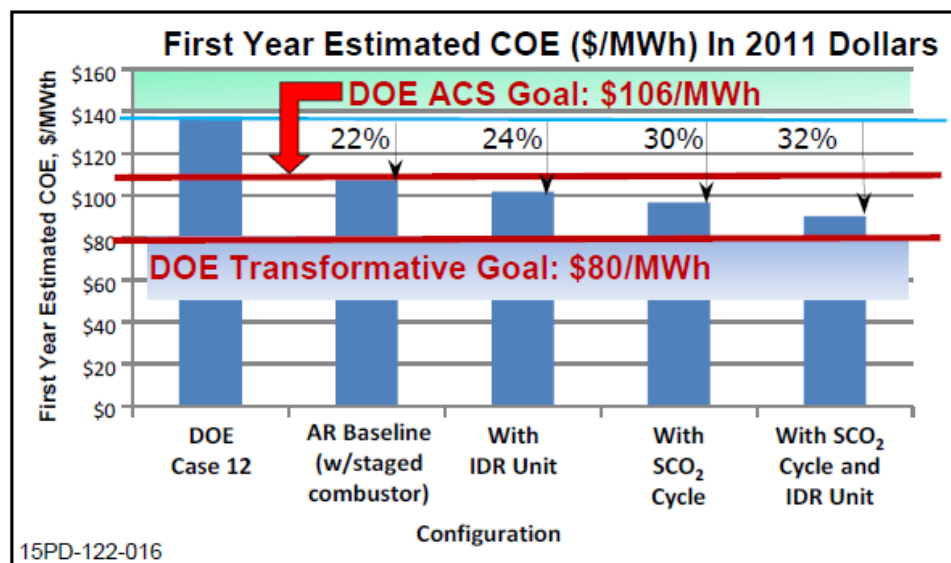 First Year Estimated COE ($/MWh) In 2011 Dollars
First Year Estimated COE, $/MWth
$160
$140
$120
$100
$80
$60
$40
$20
$0
DOE ACS Goal: $106/MWh
22%
24%
30%
32%
DOE Transformative Goal: $80/MWh
DOE
Case 12
AR Baseline
(w/staged
combustor)
With
IDR Unit
With
SCO₂
Cycle
With SCO₂
Cycle and
IDR Unit
Configuration
15PD-122-016